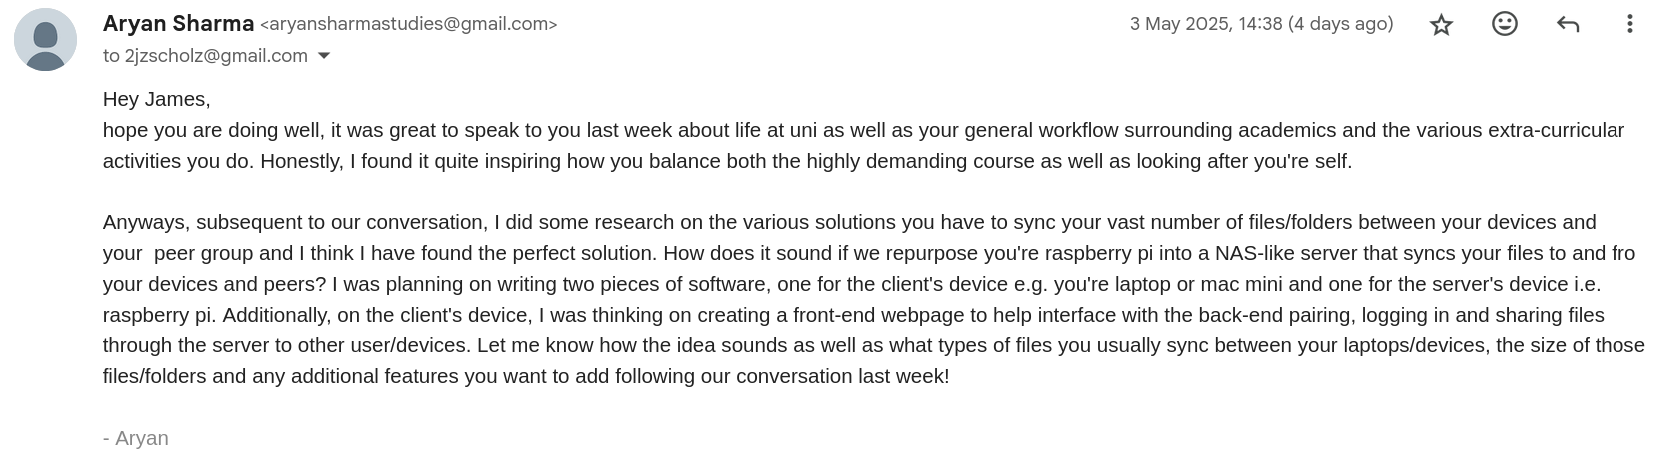 Aryan Sharma <aryansharmastudies@gmail.com> 3 May 2025, 14:38 (4 days ago)
to 2jzscholz@gmail.com
Hey James,
hope you are doing well, it was great to speak to you last week about life at uni as well as your general workflow surrounding academics and the various extra-curricular
activities you do. Honestly, I found it quite inspiring how you balance both the highly demanding course as well as looking after you're self.
Anyways, subsequent to our conversation, I did some research on the various solutions you have to sync your vast number of files/folders between your devices and
your  peer group and I think I have found the perfect solution. How does it sound if we repurpose you're raspberry pi into a NAS-like server that syncs your files to and fro
your devices and peers? I was planning on writing two pieces of software, one for the client's device e.g. you're laptop or mac mini and one for the server's device i.e.
raspberry pi. Additionally, on the client's device, I was thinking on creating a front-end webpage to help interface with the back-end pairing, logging in and sharing files
through the server to other user/devices. Let me know how the idea sounds as well as what types of files you usually sync between your laptops/devices, the size of those
files/folders and any additional features you want to add following our conversation last week!
- Aryan